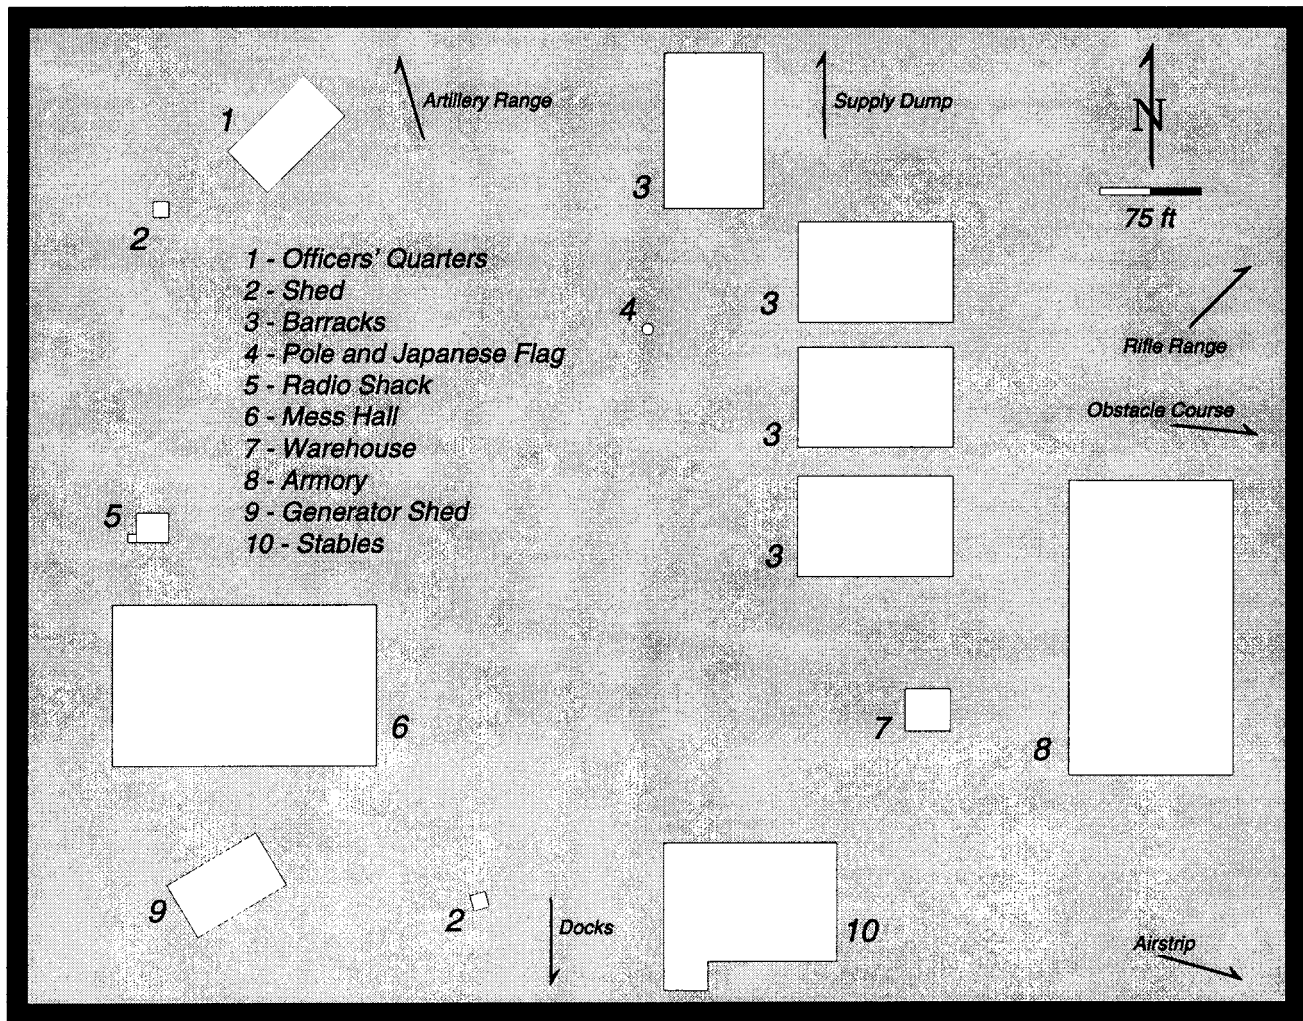 1
Artillery Range
Supply Dump
N
3
75 ft
2
1 - Officers' Quarters
2 - Shed
3 - Barracks
4 - Pole and Japanese Flag
5 - Radio Shack
6 - Mess Hall
7 - Warehouse
8 - Armory
9 - Generator Shed
10 - Stables
4
3
Rifle Range
Obstacle Course
3
5
3
6
7
8
9
2
Docks
10
Airstrip